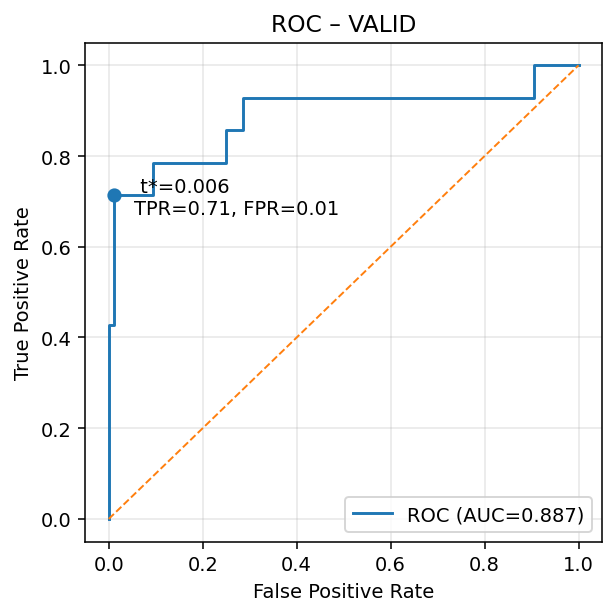 ROC – VALID
1.0
0.8
0.6
0.4
0.2
0.0
True Positive Rate
t*=0.006
TPR=0.71, FPR=0.01
ROC (AUC=0.887)
0.0 0.2 0.4 0.6 0.8 1.0
False Positive Rate